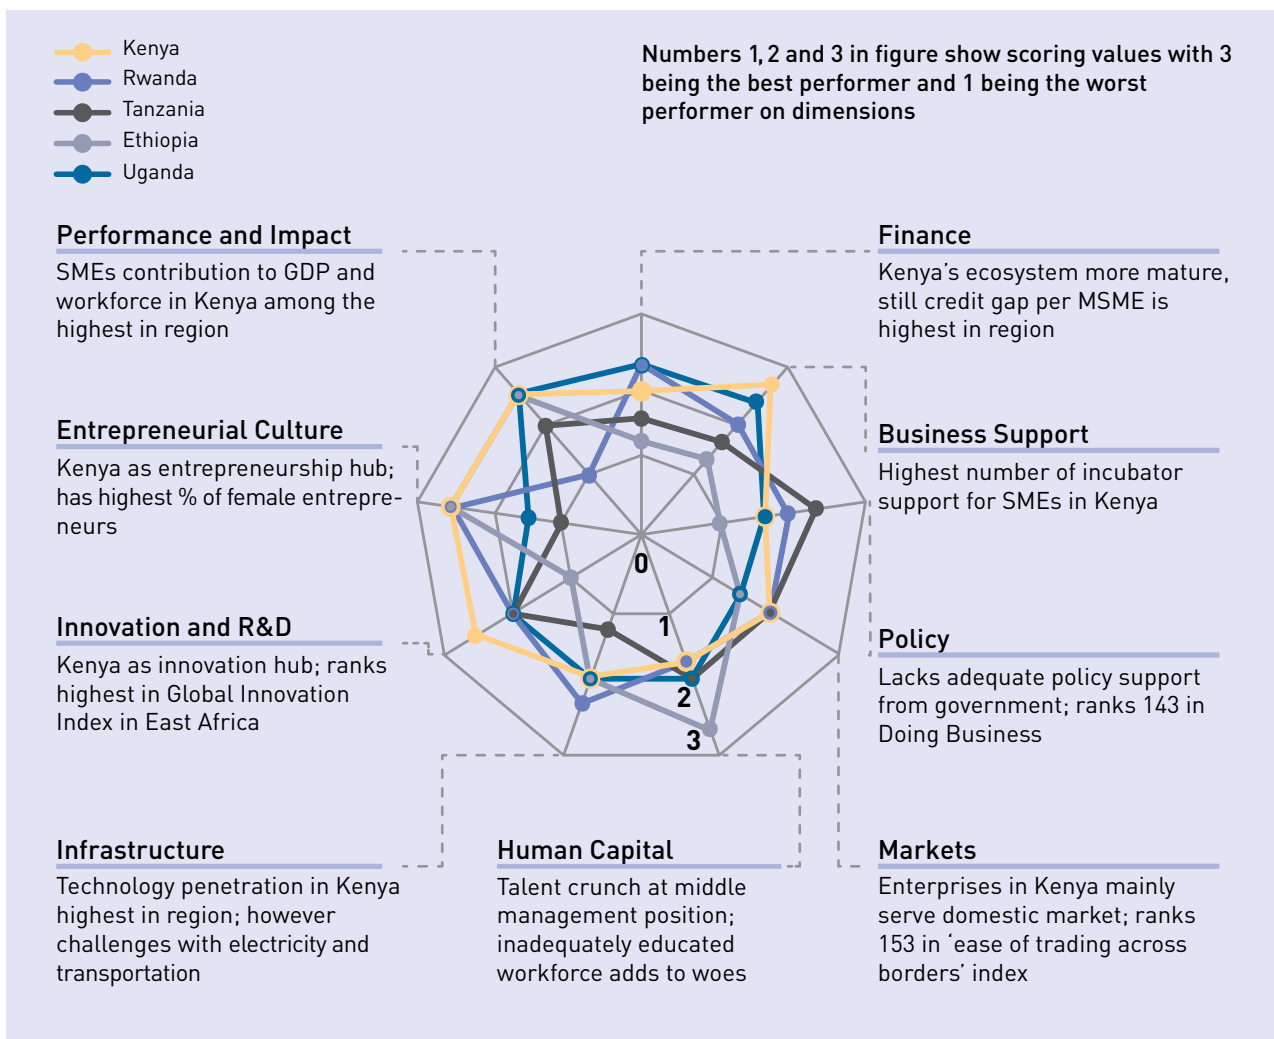 Kenya
Rwanda
Tanzania
Ethiopia
Uganda
Numbers 1, 2 and 3 in figure show scoring values with 3
being the best performer and 1 being the worst
performer on dimensions
Performance and Impact
SMEs contribution to GDP and
workforce in Kenya among the
highest in region
Finance
Kenya’s ecosystem more mature,
still credit gap per MSME is
highest in region
Entrepreneurial Culture
Kenya as entrepreneurship hub;
has highest % of female entrepre-
neurs
Business Support
Highest number of incubator
support for SMEs in Kenya
0
1
2
3
Innovation and R&D
Kenya as innovation hub; ranks
highest in Global Innovation
Index in East Africa
Policy
Lacks adequate policy support
from government; ranks 143 in
Doing Business
Infrastructure
Technology penetration in Kenya
highest in region; however
challenges with electricity and
transportation
Human Capital
Talent crunch at middle
management position;
inadequately educated
workforce adds to woes
Markets
Enterprises in Kenya mainly
serve domestic market; ranks
153 in ‘ease of trading across
borders’ index